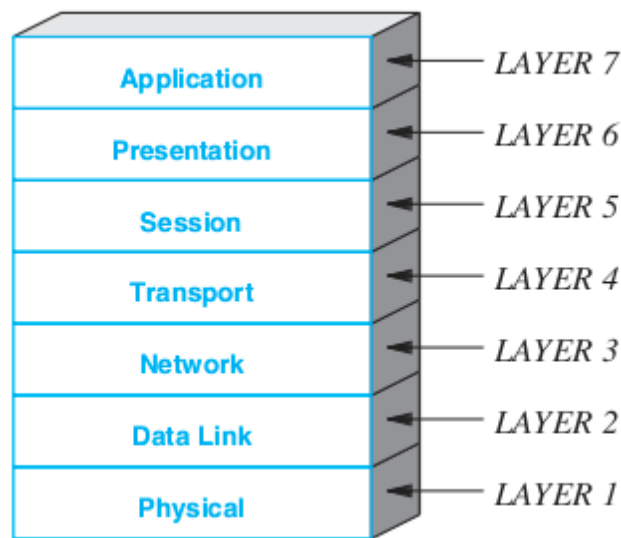 Application LAYER 7
Presentation LAYER 6
Session LAYER 5
Transport LAYER 4
Network LAYER 3
Data Link LAYER 2
Physical LAYER 1